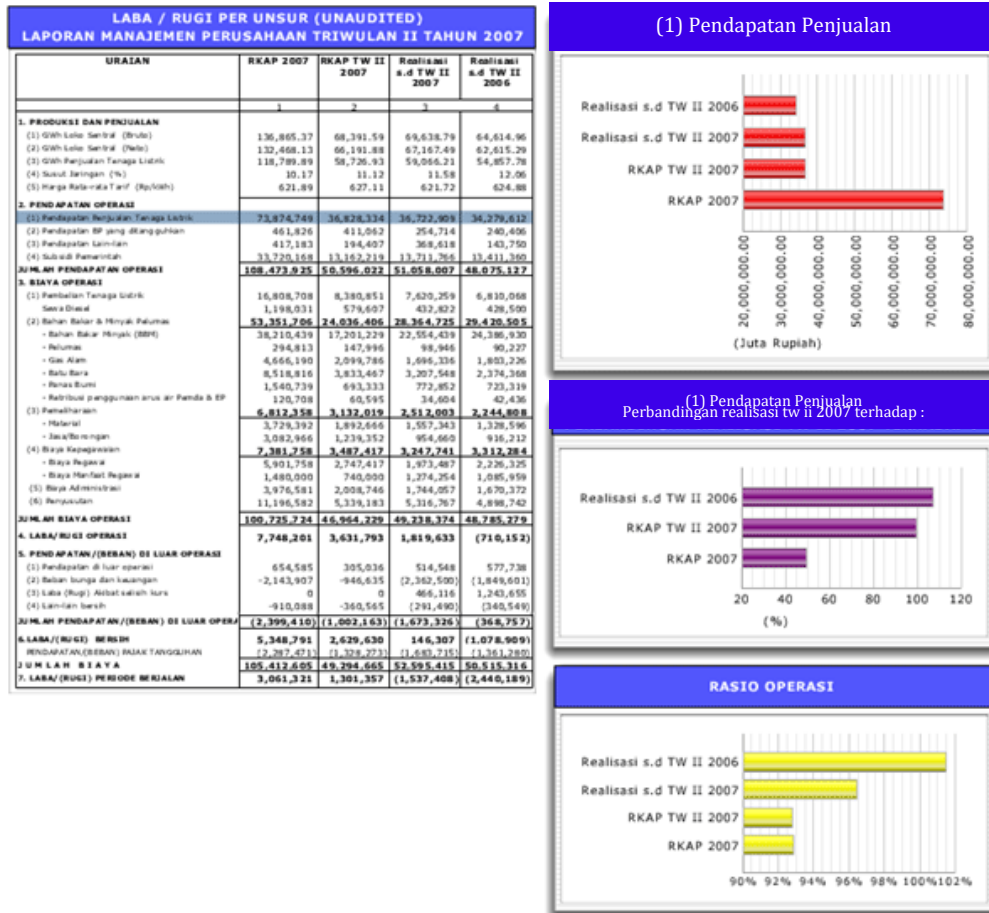 LABA / RUGI PER UNSUR (UNAUDITED)
LAPORAN MANAJEMEN PERUSAHAAN TRIWULAN II TAHUN 2007
URAIAN RKAP 2007 RKAP TW II 2007 Realisasi s.d TW II 2007 Realisasi s.d TW II 2006
1 2 3 4
1. PRODUKSI DAN PENJUALAN
(1) GWh Loko Sentral (Bruto) 136,865.37 68,391.59 69,638.79 64,614.96
(2) GWh Loko Sentral (Neto) 132,468.13 66,191.88 67,167.49 62,615.29
(3) GWh Penjualan Tenaga Listrik 118,789.89 58,726.93 59,066.21 54,857.78
(4) Susut Jaringan (%) 10.17 11.12 11.58 12.06
(5) Harga Rata-rata Tarif (Rp/kWh) 621.89 627.11 621.72 624.88
2. PENDAPATAN OPERASI
(1) Pendapatan Penjualan Tenaga Listrik 73,874,749 36,828,334 36,722,909 34,279,612
(2) Pendapatan BP yang ditangguhkan 461,826 411,062 254,714 240,406
(3) Pendapatan Lain-lain 417,183 194,407 368,618 143,750
(4) Subsidi Pemerintah 33,720,168 13,162,219 13,711,766 13,411,360
JUMLAH PENDAPATAN OPERASI 108,473,925 50,596,022 51,058,007 48,075,127
3. BIAYA OPERASI
(1) Pembelian Tenaga Listrik 16,808,708 8,380,851 7,620,259 6,810,068
Sewa Diesel 1,198,031 579,607 432,822 428,500
(2) Bahan Bakar & Minyak Pelumas 53,351,706 24,036,406 28,364,725 29,420,505
- Bahan Bakar Minyak (BBM) 38,210,439 17,201,229 22,554,439 24,386,930
- Pelumas 294,813 147,996 98,946 90,227
- Gas Alam 4,666,190 2,099,786 1,696,336 1,803,226
- Batu Bara 8,518,816 3,833,467 3,207,548 2,374,368
- Panas Bumi 1,540,739 693,333 772,852 723,319
- Retribusi penggunaan arus air Pemda & EP 120,708 60,595 34,604 42,436
(3) Pemeliharaan 6,812,358 3,132,019 2,512,003 2,244,808
- Material 3,729,392 1,892,666 1,557,343 1,328,596
- Jasa/Borongan 3,082,966 1,239,352 954,660 916,212
(4) Biaya Kepegawaian 7,381,758 3,487,417 3,247,741 3,312,284
- Biaya Pegawai 5,901,758 2,747,417 1,973,487 2,226,325
- Biaya Manfaat Pegawai 1,480,000 740,000 1,274,254 1,085,959
(5) Biaya Administrasi 3,976,581 2,008,746 1,744,057 1,670,372
(6) Penyusutan 11,196,582 5,339,183 5,316,767 4,898,742
JUMLAH BIAYA OPERASI 100,725,724 46,964,229 49,238,374 48,785,279
4. LABA/RUGI OPERASI 7,748,201 3,631,793 1,819,633 (710,152)
5. PENDAPATAN/(BEBAN) DI LUAR OPERASI
(1) Pendapatan di luar operasi 654,585 305,036 514,548 577,738
(2) Beban bunga dan keuangan -2,143,907 -946,635 (2,362,500) (1,849,601)
(3) Laba (Rugi) Akibat selisih kurs 0 0 466,116 1,243,655
(4) Lain-lain bersih -910,088 -360,565 (291,490) (340,549)
JUMLAH PENDAPATAN/(BEBAN) DI LUAR OPERA (2,399,410) (1,002,163) (1,673,326) (368,757)
6.LABA/(RUGI) BERSIH 5,348,791 2,629,630 146,307 (1,078,909)
PENDAPATAN,(BEBAN) PAJAK TANGGUHAN (2,287,471) (1,328,273) (1,683,715) (1,361,280)
JUMLAH BIAYA 105,412,605 49,294,665 52,595,415 50,515,316
7. LABA/(RUGI) PERIODE BERJALAN 3,061,321 1,301,357 (1,537,408) (2,440,189)
(1) Pendapatan Penjualan
Realisasi s.d TW II 2006
Realisasi s.d TW II 2007
RKAP TW II 2007
RKAP 2007
20,000,000.00 30,000,000.00 40,000,000.00 50,000,000.00 60,000,000.00 70,000,000.00 80,000,000.00
(Juta Rupiah)
(1) Pendapatan Penjualan
Perbandingan realisasi tw ii 2007 terhadap :
Realisasi s.d TW II 2006
RKAP TW II 2007
RKAP 2007
20 40 60 80 100 120
(%)
RASIO OPERASI
Realisasi s.d TW II 2006
Realisasi s.d TW II 2007
RKAP TW II 2007
RKAP 2007
90% 92% 94% 96% 98% 100% 102%